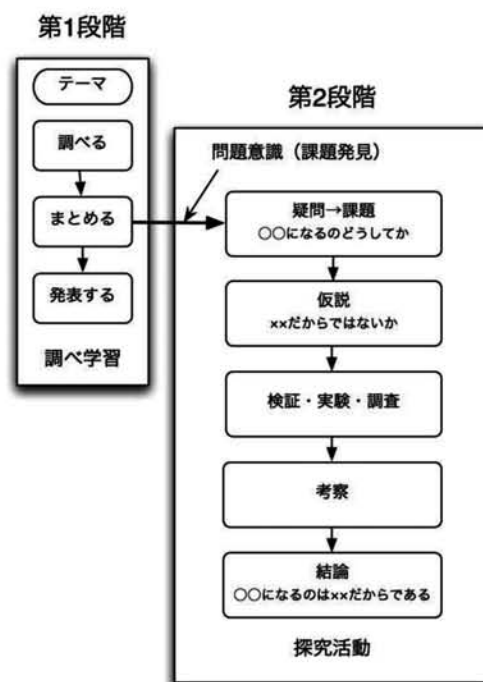 第1段階
テーマ
調べる
まとめる
発表する
調べ学習
第2段階
問題意識（課題発見）
疑問→課題
〇〇になるのどうしてか
仮説
××だからではないか
検証・実験・調査
考察
結論
〇〇になるのは××だからである
探究活動